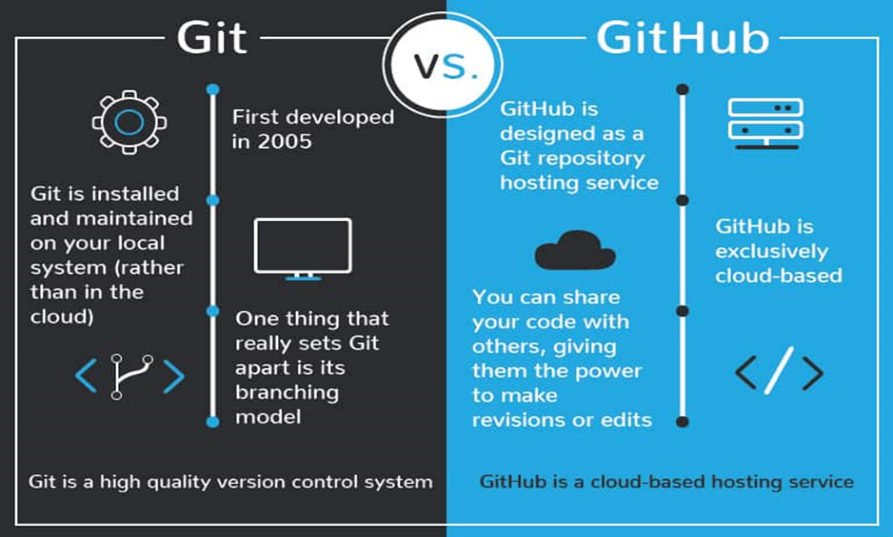 Git
vs.
GitHub
First developed
in 2005
Git is installed
and maintained
on your local
system (rather
than in the
cloud)
One thing that
really sets Git
apart is its
branching
model
Git is a high quality version control system
GitHub is
designed as a
Git repository
hosting service
GitHub is
exclusively
cloud-based
You can share
your code with
others, giving
them the power
to make
revisions or edits
GitHub is a cloud-based hosting service